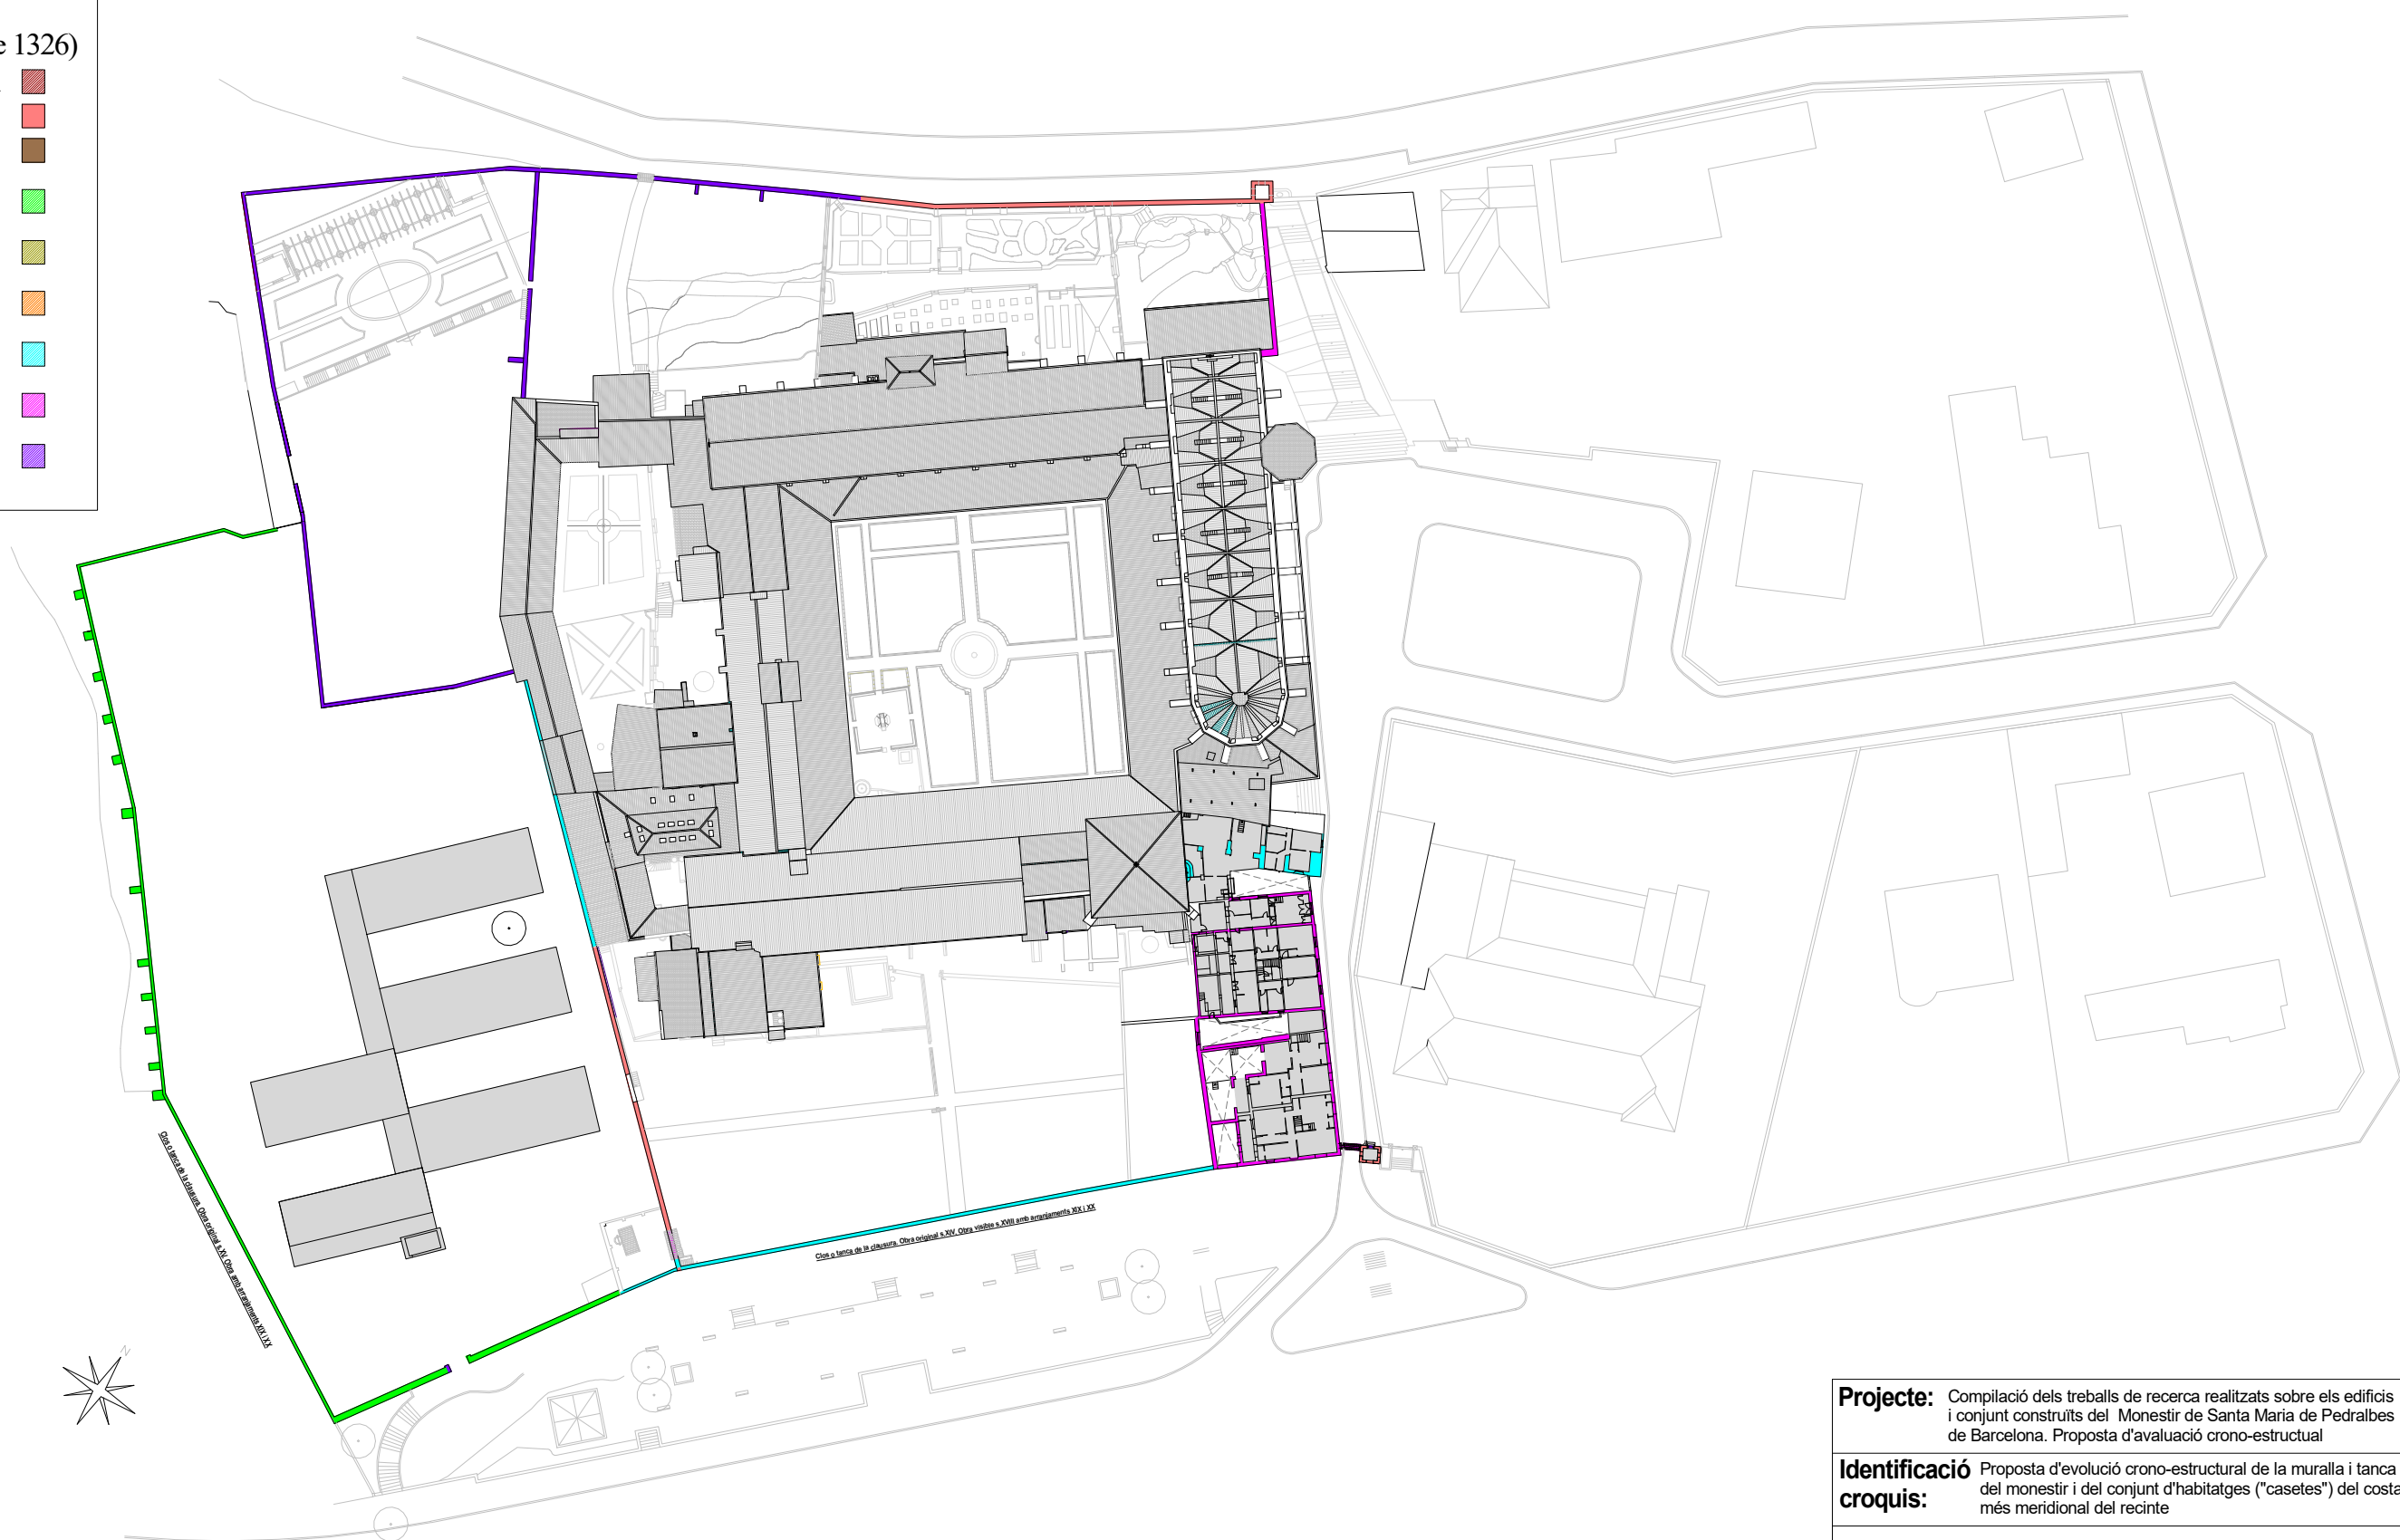 e 1326)
Clos o tanca de la clausura. Obra original s.XV. Obra amb arranjaments XIX i XX
Clos o tanca de la clausura. Obra original s.XIV. Obra visible s.XVIII amb arranjaments XIX i XX
N
Projecte: Compilació dels treballs de recerca realitzats sobre els edificis
i conjunt construïts del Monestir de Santa Maria de Pedralbes
de Barcelona. Proposta d'avaluació crono-estructual
Identificació Proposta d'evolució crono-estructural de la muralla i tanca
croquis: del monestir i del conjunt d'habitatges ("casetes") del costa
més meridional del recinte